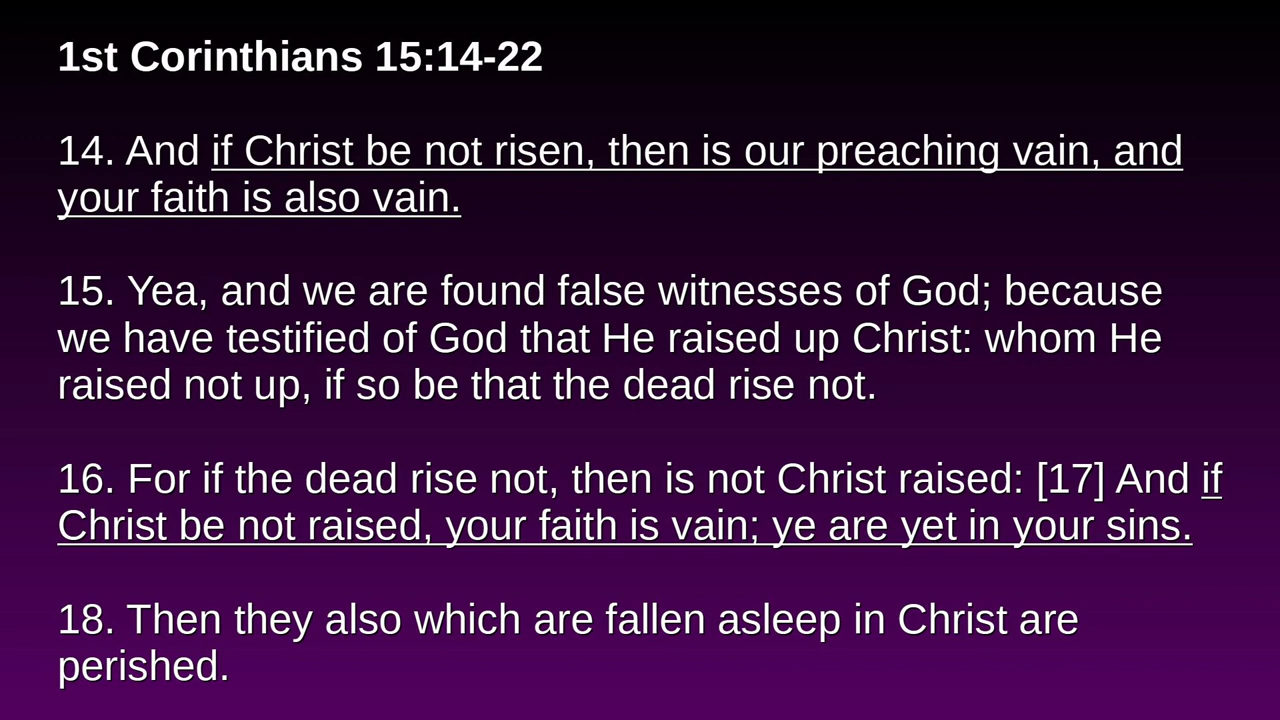 1st Corinthians 15:14-22
14. And if Christ be not risen, then is our preaching vain, and
your faith is also vain.
15. Yea, and we are found false witnesses of God; because
we have testified of God that He raised up Christ: whom He
raised not up, if so be that the dead rise not.
16. For if the dead rise not, then is not Christ raised: [17] And if
Christ be not raised, your faith is vain; ye are yet in your sins.
18. Then they also which are fallen asleep in Christ are
perished.